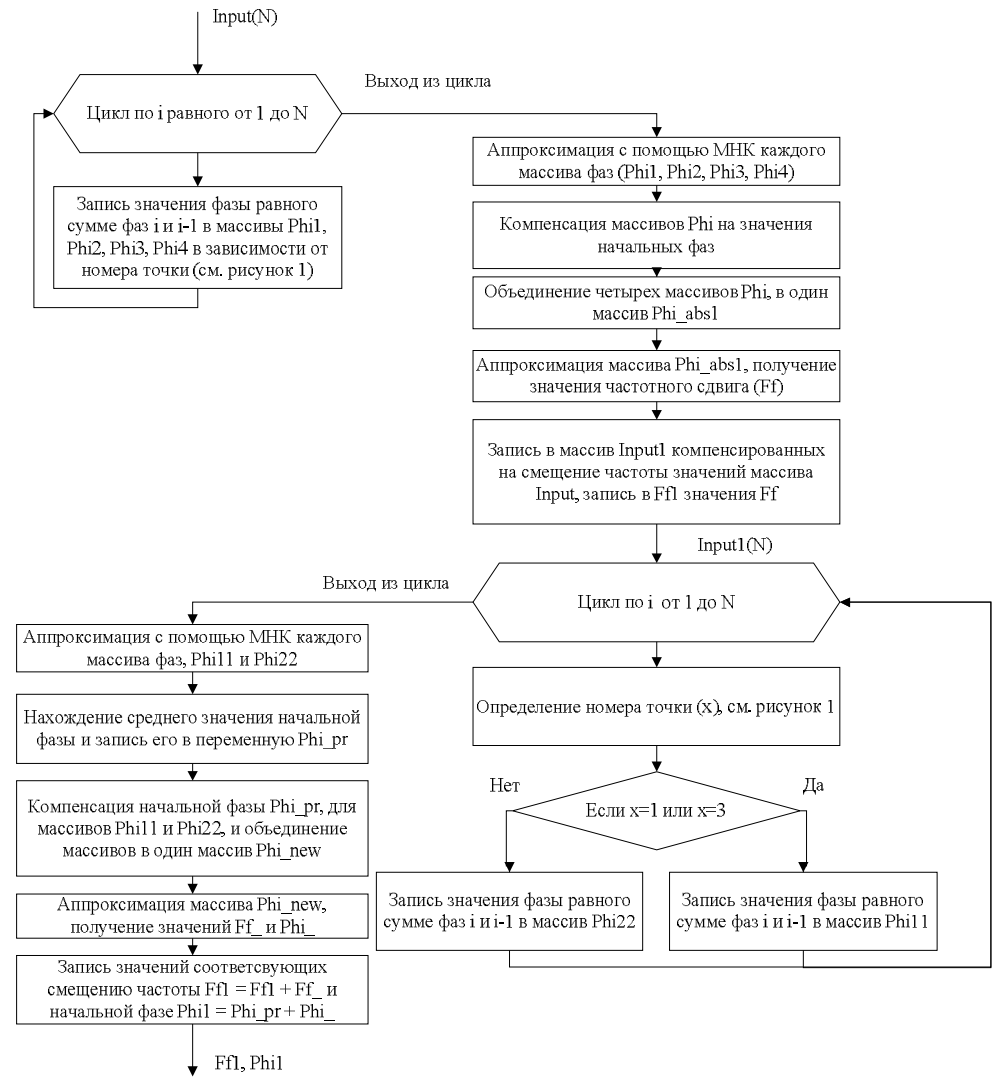 Input(N)
Выход из цикла
Цикл по i равного от 1 до N
Запись значения фазы равного
сумме фаз i и i-1 в массивы Phi1,
Phi2, Phi3, Phi4 в зависимости от
номера точки (см. рисунок 1)
Аппроксимация с помощью МНК каждого
массива фаз (Phi1, Phi2, Phi3, Phi4)
Компенсация массивов Phi на значения
начальных фаз
Объединение четырех массивов Phi, в один
массив Phi_abs1
Аппроксимация массива Phi_abs1, получение
значения частотного сдвига (Ff)
Запись в массив Input1 компенсированных
на смещение частоты значений массива
Input, запись в Ff1 значения Ff
Input1(N)
Цикл по i от 1 до N
Выход из цикла
Определение номера точки (x), см. рисунок 1
Если x=1 или x=3
Нет
Да
Запись значения фазы равного
сумме фаз i и i-1 в массив Phi22
Запись значения фазы равного
сумме фаз i и i-1 в массив Phi11
Аппроксимация с помощью МНК каждого
массива фаз, Phi11 и Phi22
Нахождение среднего значения начальной
фазы и запись его в переменную Phi_pr
Компенсация начальной фазы Phi_pr, для
массивов Phi11 и Phi22, и объединение
массивов в один массив Phi_new
Аппроксимация массива Phi_new,
получение значений Ff_ и Phi_
Запись значений соответсвующих
смещению частоты Ff1 = Ff1 + Ff_ и
начальной фазе Phi1 = Phi_pr + Phi_
Ff1, Phi1